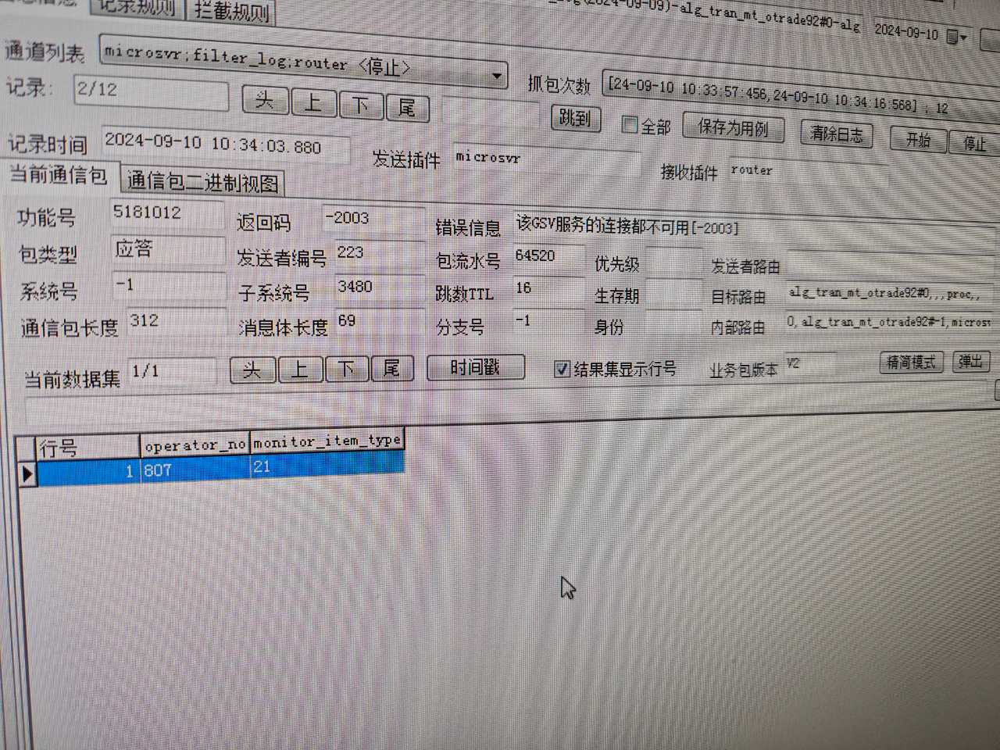 记录规则 拦截规则
(2024-09-09)-alg_tran_mt_otrade92#0-alg 2024-09-10
通道列表 microsvr;filter_log;router <停止>
抓包次数 [24-09-10 10:33:57:456,24-09-10 10:34:16:568] ; 12
记录: 2/12 头 上 下 尾 跳到 全部 保存为用例 清除日志 开始 停止
记录时间 2024-09-10 10:34:03.880 发送插件 microsvr 接收插件 router
当前通信包 通信包二进制视图
功能号 5181012 返回码 -2003 错误信息 该GSV服务的连接都不可用[-2003]
包类型 应答 发送者编号 223 包流水号 64520 优先级 发送者路由
系统号 -1 子系统号 3480 跳数TTL 16 生存期 目标路由 alg_tran_mt_otrade92#0,,,proc,,
通信包长度 312 消息体长度 69 分支号 -1 身份 内部路由 0,alg_tran_mt_otrade92#-1,microsv
当前数据集 1/1 头 上 下 尾 时间戳 结果集显示行号 业务包版本 V2 精简模式 弹出
行号 operator_no monitor_item_type
1 807 21